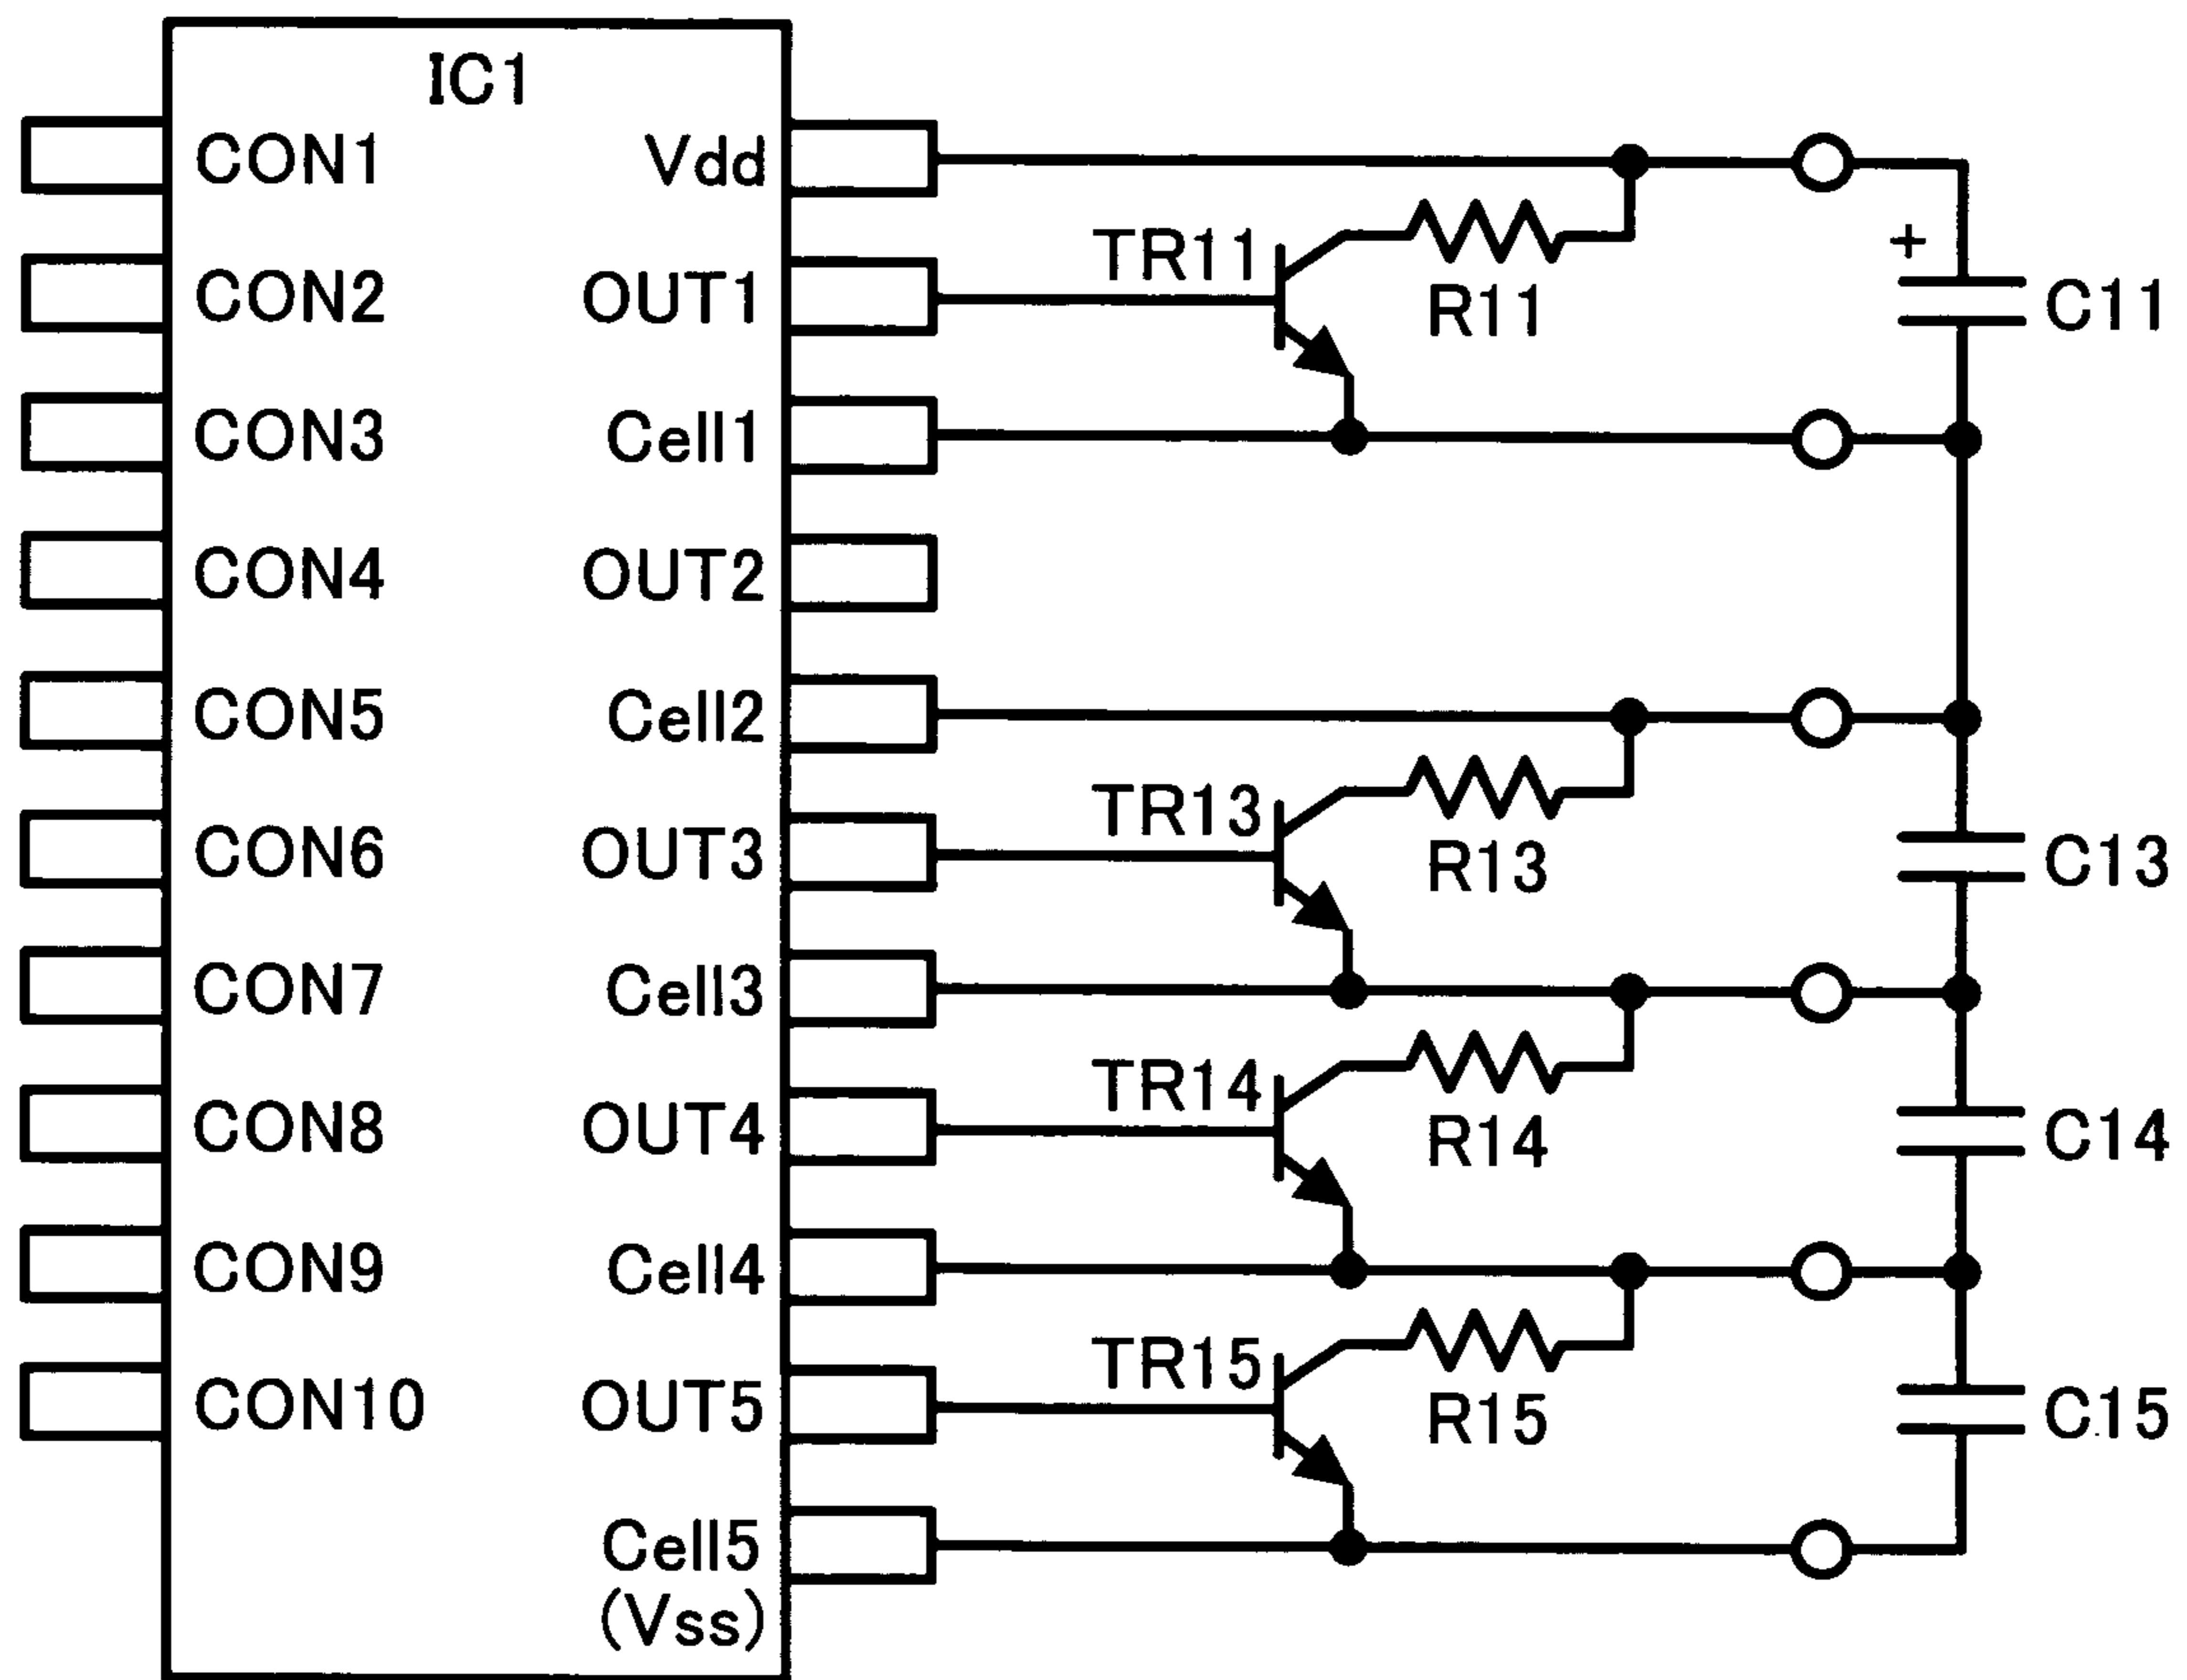 IC1
CON1
Vdd
+
CON2
OUT1
TR11
R11
C11
CON3
Cell1
CON4
OUT2
CON5
Cell2
CON6
OUT3
TR13
R13
C13
CON7
Cell3
CON8
OUT4
TR14
R14
C14
CON9
Cell4
CON10
OUT5
TR15
R15
C15
Cell5
(Vss)